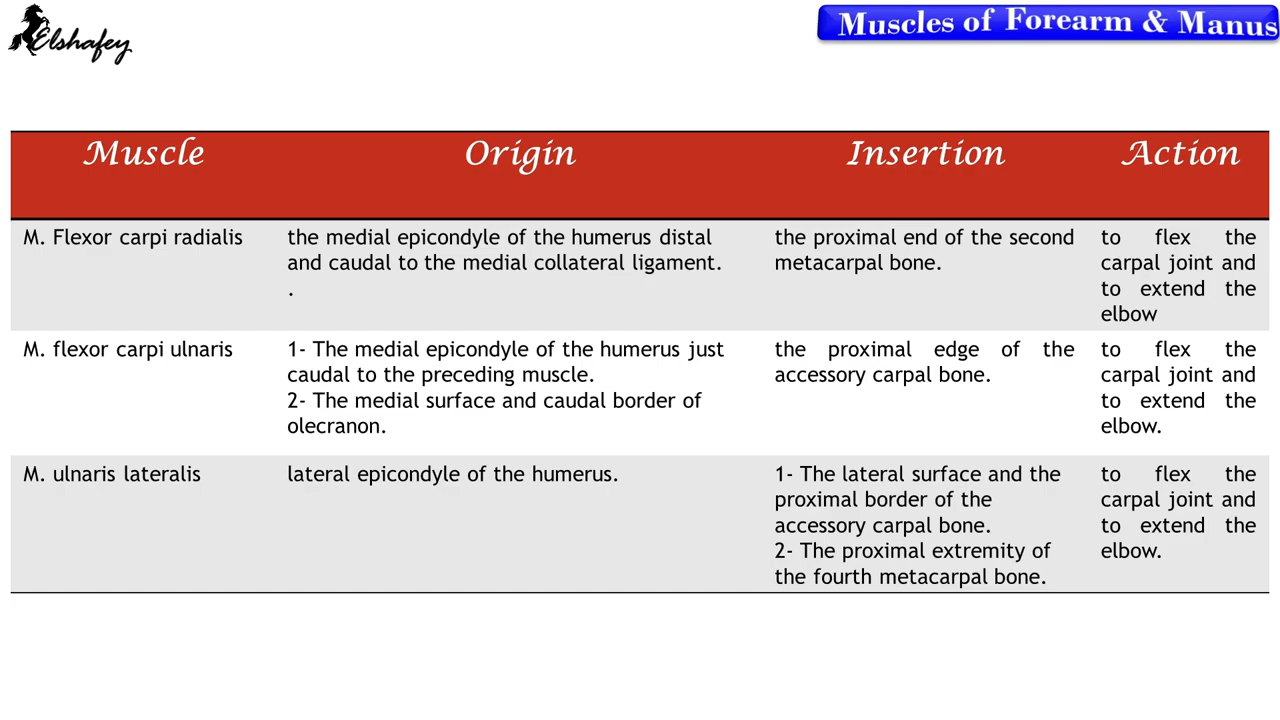 Elshafey
Muscles of Forearm & Manus
Muscle Origin Insertion Action
M. Flexor carpi radialis
the medial epicondyle of the humerus distal
and caudal to the medial collateral ligament.
.
the proximal end of the second
metacarpal bone.
to flex the
carpal joint and
to extend the
elbow
M. flexor carpi ulnaris
1- The medial epicondyle of the humerus just
caudal to the preceding muscle.
2- The medial surface and caudal border of
olecranon.
the proximal edge of the
accessory carpal bone.
to flex the
carpal joint and
to extend the
elbow.
M. ulnaris lateralis
lateral epicondyle of the humerus.
1- The lateral surface and the
proximal border of the
accessory carpal bone.
2- The proximal extremity of
the fourth metacarpal bone.
to flex the
carpal joint and
to extend the
elbow.